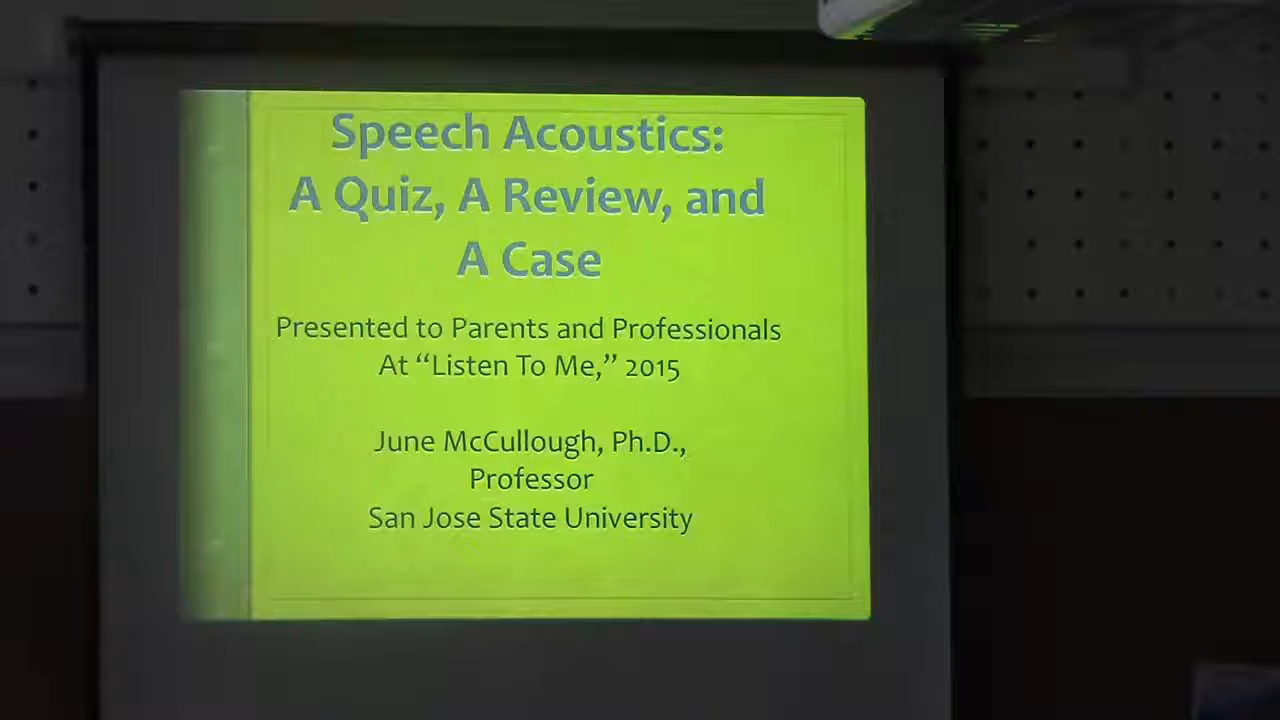 Speech Acoustics:
A Quiz, A Review, and
A Case
Presented to Parents and Professionals
At “Listen To Me,” 2015
June McCullough, Ph.D.,
Professor
San Jose State University